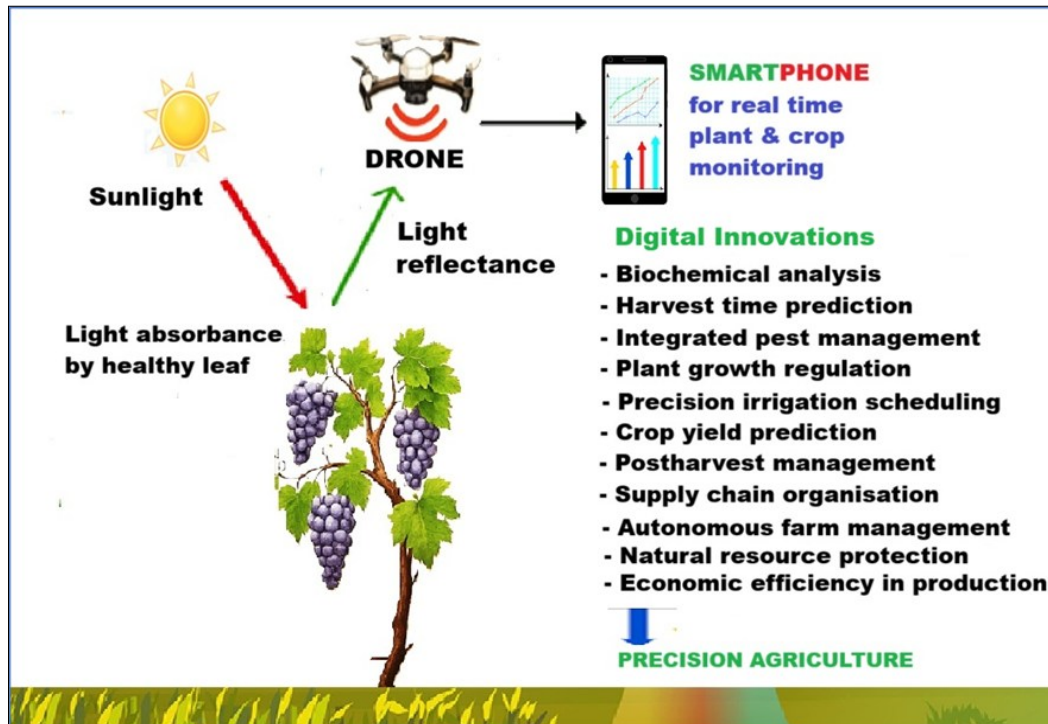 Sunlight
DRONE
Light
reflectance
Light absorbance
by healthy leaf
SMARTPHONE
for real time
plant & crop
monitoring
Digital Innovations
- Biochemical analysis
- Harvest time prediction
- Integrated pest management
- Plant growth regulation
- Precision irrigation scheduling
- Crop yield prediction
- Postharvest management
- Supply chain organisation
- Autonomous farm management
- Natural resource protection
- Economic efficiency in production
PRECISION AGRICULTURE